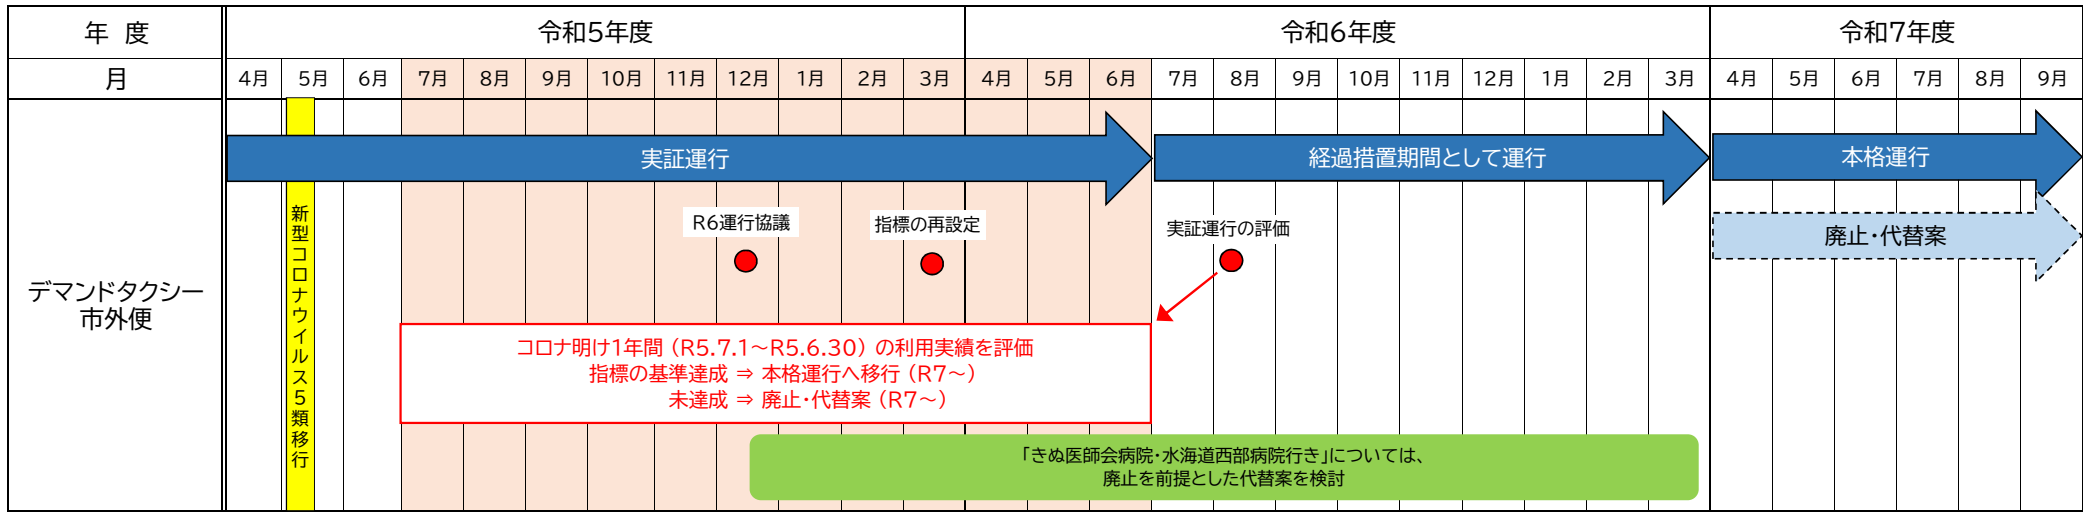 年 度
令和5年度
令和6年度
令和7年度
月
4月 5月 6月 7月 8月 9月 10月 11月 12月 1月 2月 3月 4月 5月 6月 7月 8月 9月 10月 11月 12月 1月 2月 3月 4月 5月 6月 7月 8月 9月
デマンドタクシー
市外便
新型コロナウイルス5類移行
実証運行
経過措置期間として運行
本格運行
廃止・代替案
R6運行協議
指標の再設定
実証運行の評価
コロナ明け1年間（R5.7.1～R5.6.30）の利用実績を評価
指標の基準達成 ⇒ 本格運行へ移行（R7～）
未達成 ⇒ 廃止・代替案（R7～）
「きぬ医師会病院・水海道西部病院行き」については、
廃止を前提とした代替案を検討